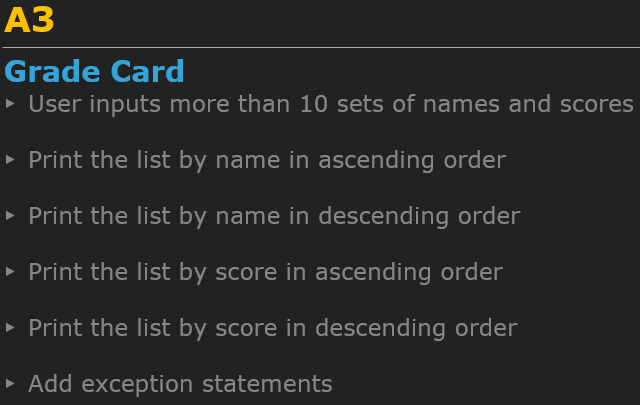 A3
Grade Card
User inputs more than 10 sets of names and scores
Print the list by name in ascending order
Print the list by name in descending order
Print the list by score in ascending order
Print the list by score in descending order
Add exception statements